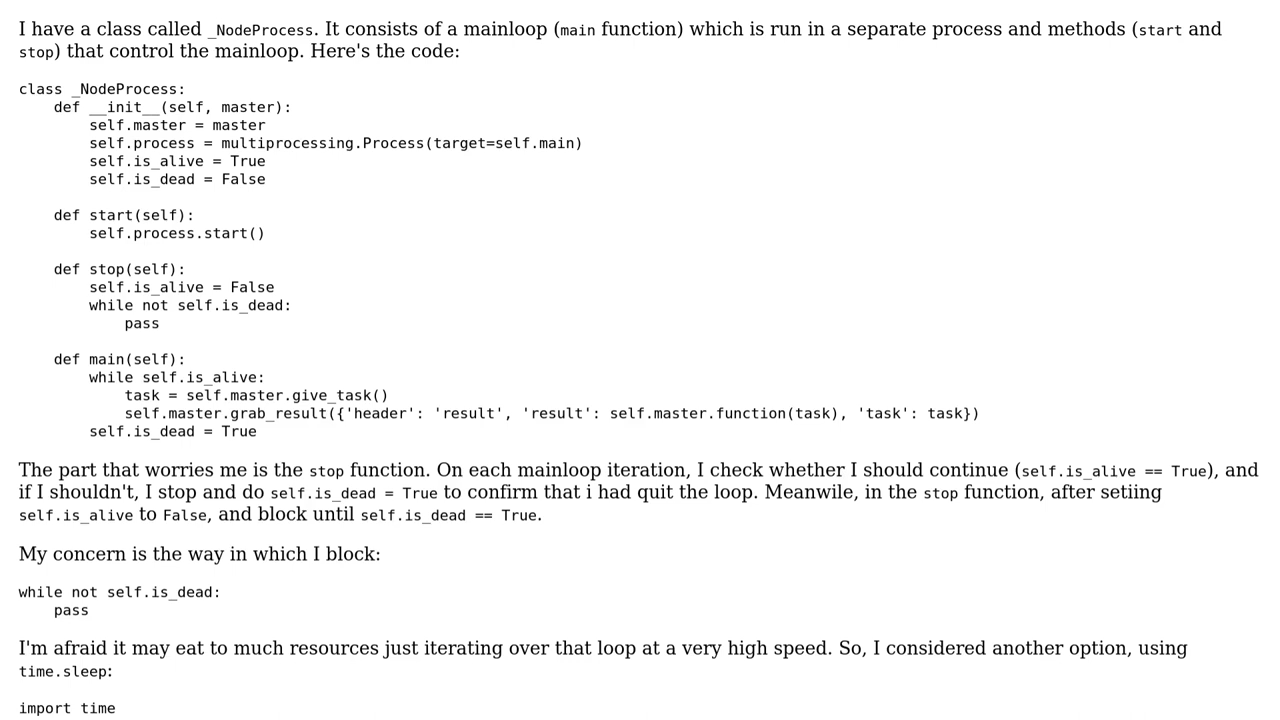 I have a class called _NodeProcess. It consists of a mainloop (main function) which is run in a separate process and methods (start and
stop) that control the mainloop. Here's the code:
class _NodeProcess:
    def __init__(self, master):
        self.master = master
        self.process = multiprocessing.Process(target=self.main)
        self.is_alive = True
        self.is_dead = False
    def start(self):
        self.process.start()
    def stop(self):
        self.is_alive = False
        while not self.is_dead:
            pass
    def main(self):
        while self.is_alive:
            task = self.master.give_task()
            self.master.grab_result({'header': 'result', 'result': self.master.function(task), 'task': task})
        self.is_dead = True
The part that worries me is the stop function. On each mainloop iteration, I check whether I should continue (self.is_alive == True), and
if I shouldn't, I stop and do self.is_dead = True to confirm that i had quit the loop. Meanwile, in the stop function, after setiing
self.is_alive to False, and block until self.is_dead == True.
My concern is the way in which I block:
while not self.is_dead:
    pass
I'm afraid it may eat to much resources just iterating over that loop at a very high speed. So, I considered another option, using
time.sleep:
import time